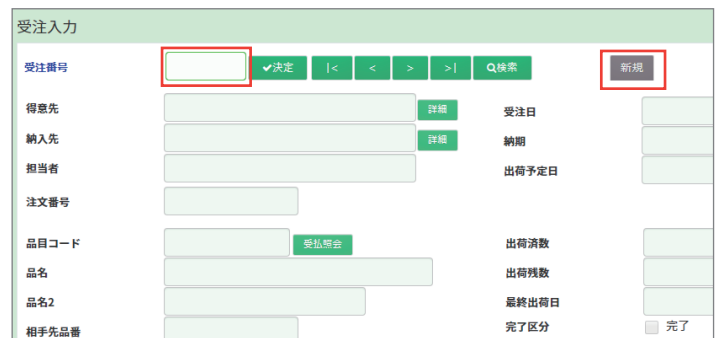 受注入力
受注番号 ✔決定 |< < > >| 検索 新規
得意先 詳細 受注日
納入先 詳細 納期
担当者 出荷予定日
注文番号
品目コード 受払照会 出荷済数
品名 出荷残数
品名2 最終出荷日
相手先品番 完了区分 完了